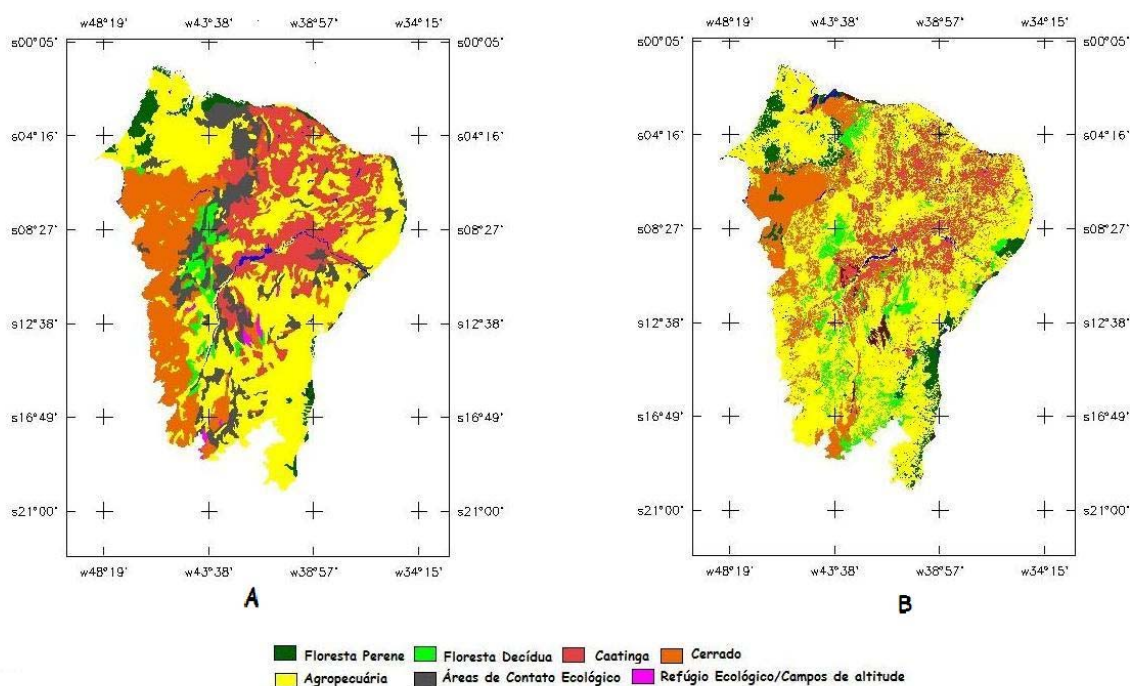 w48°19' w43°38' w38°57' w34°15'
s00°05' s00°05'
s04°16' s04°16'
s08°27' s08°27'
s12°38' s12°38'
s16°49' s16°49'
s21°00' s21°00'
w48°19' w43°38' w38°57' w34°15'
A
w48°19' w43°38' w38°57' w34°15'
s00°05' s00°05'
s04°16' s04°16'
s08°27' s08°27'
s12°38' s12°38'
s16°49' s16°49'
s21°00' s21°00'
w48°19' w43°38' w38°57' w34°15'
B
Floresta Perene Floresta Decídua Caatinga Cerrado
Agropecuária Áreas de Contato Ecológico Refúgio Ecológico/Campos de altitude